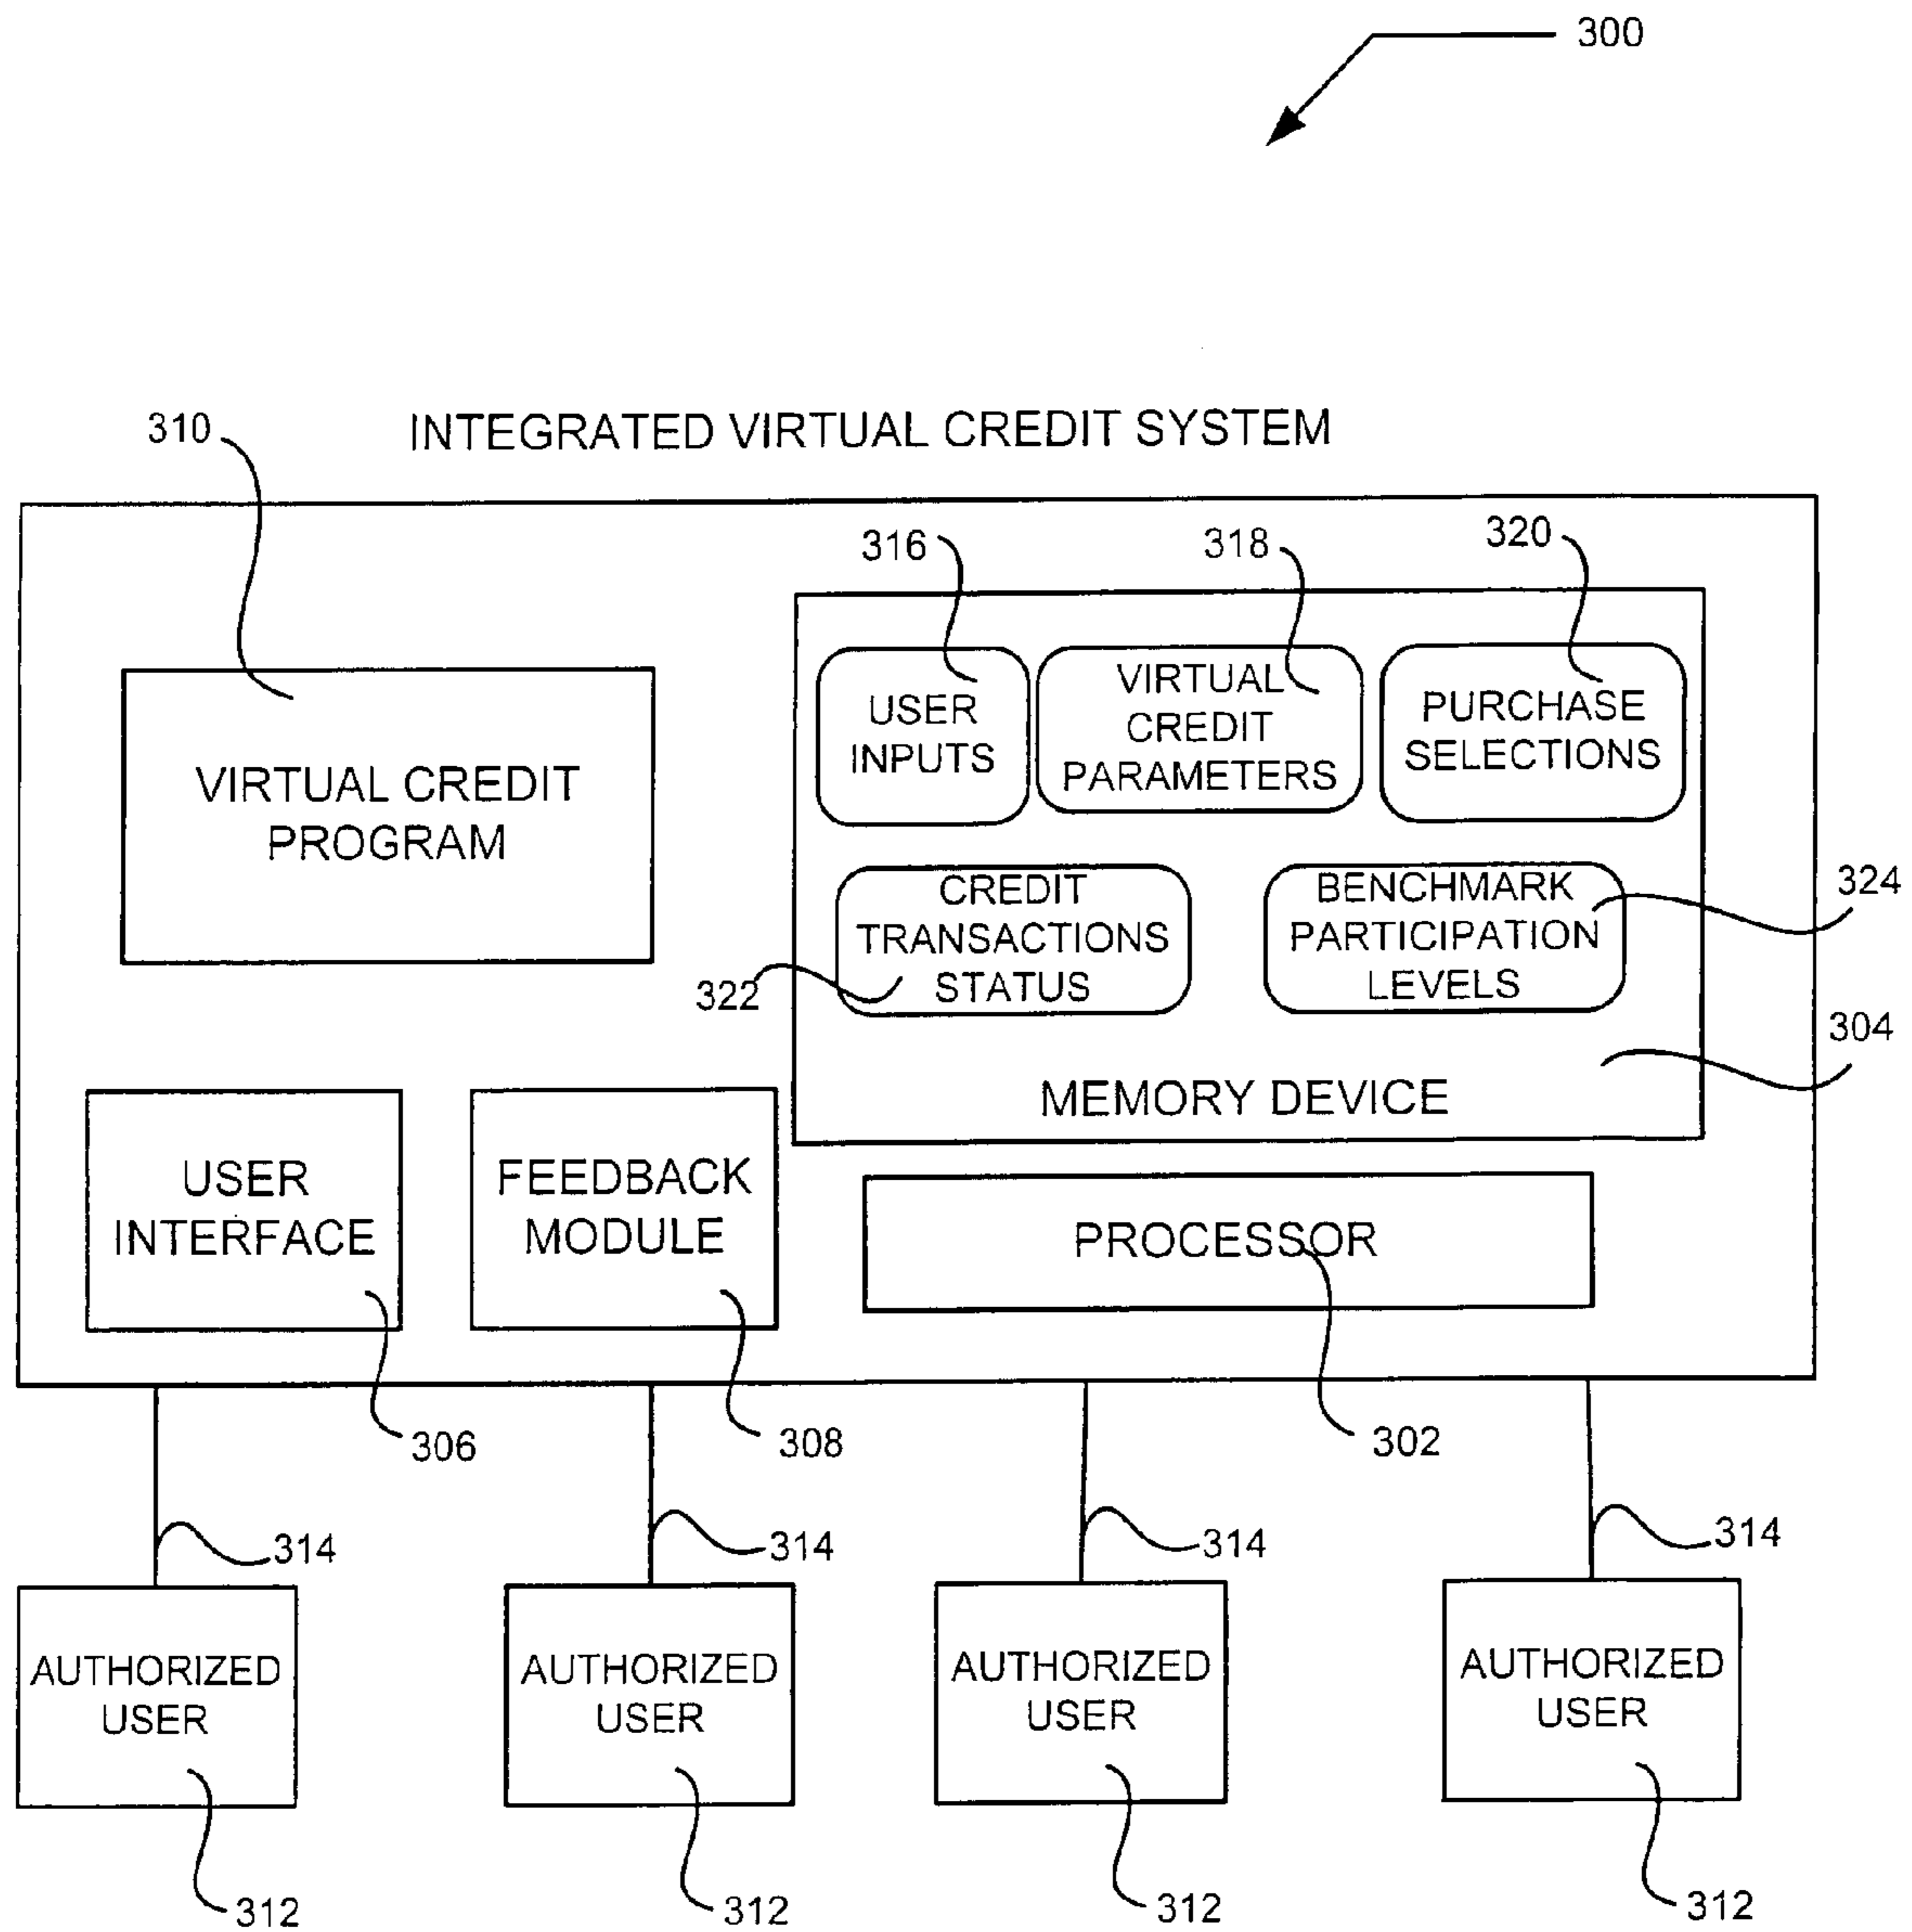 300
310
INTEGRATED VIRTUAL CREDIT SYSTEM
316
318
320
VIRTUAL CREDIT
PROGRAM
USER
INPUTS
VIRTUAL
CREDIT
PARAMETERS
PURCHASE
SELECTIONS
CREDIT
TRANSACTIONS
STATUS
322
BENCHMARK
PARTICIPATION
LEVELS
324
304
MEMORY DEVICE
USER
INTERFACE
FEEDBACK
MODULE
PROCESSOR
306
308
302
314
314
314
314
AUTHORIZED
USER
AUTHORIZED
USER
AUTHORIZED
USER
AUTHORIZED
USER
312
312
312
312